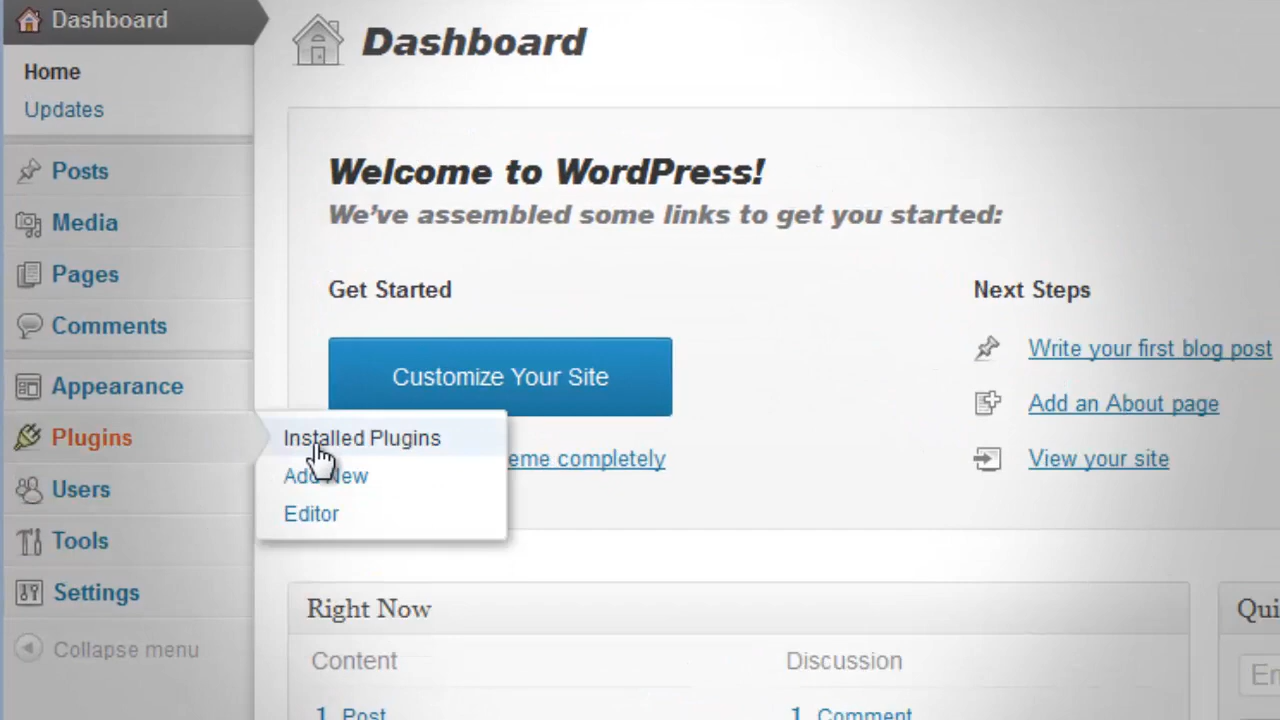 Dashboard
Home
Updates
Posts
Media
Pages
Comments
Appearance
Plugins
Users
Tools
Settings
Collapse menu
Dashboard
Welcome to WordPress!
We've assembled some links to get you started:
Get Started
Customize Your Site
eme completely
Installed Plugins
Add New
Editor
Next Steps
Write your first blog post
Add an About page
View your site
Right Now
Content
Discussion
1 Post
1 Comment
Qui
En